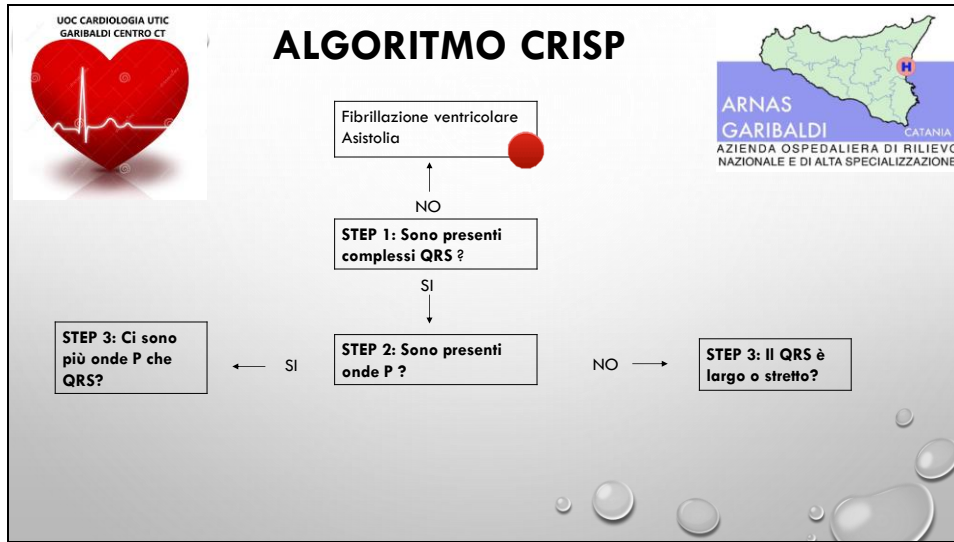 UOC CARDIOLOGIA UTIC
GARIBALDI CENTRO CT
ALGORITMO CRISP
H
ARNAS
GARIBALDI
CATANIA
AZIENDA OSPEDALIERA DI RILIEVO
NAZIONALE E DI ALTA SPECIALIZZAZIONE
Fibrillazione ventricolare
Asistolia
NO
STEP 1: Sono presenti
complessi QRS ?
SI
STEP 2: Sono presenti
onde P ?
SI
STEP 3: Ci sono
più onde P che
QRS?
NO
STEP 3: Il QRS è
largo o stretto?